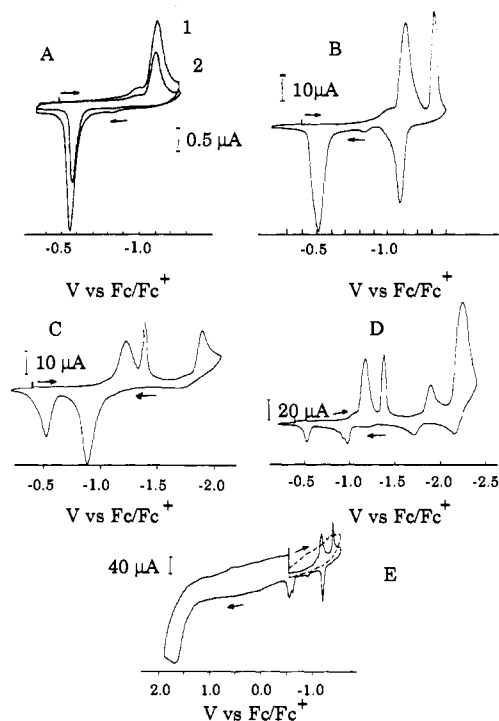 A
1
2
0.5 µA
-0.5 -1.0
V vs Fc/Fc+
B
10µA
-0.5 -1.0 -1.5
V vs Fc/Fc+
C
10 µA
-0.5 -1.0 -1.5 -2.0
V vs Fc/Fc+
D
20 µA
-0.5 -1.0 -1.5 -2.0 -2.5
V vs Fc/Fc+
40 µA
E
2.0 1.0 0.0 -1.0
V vs Fc/Fc+